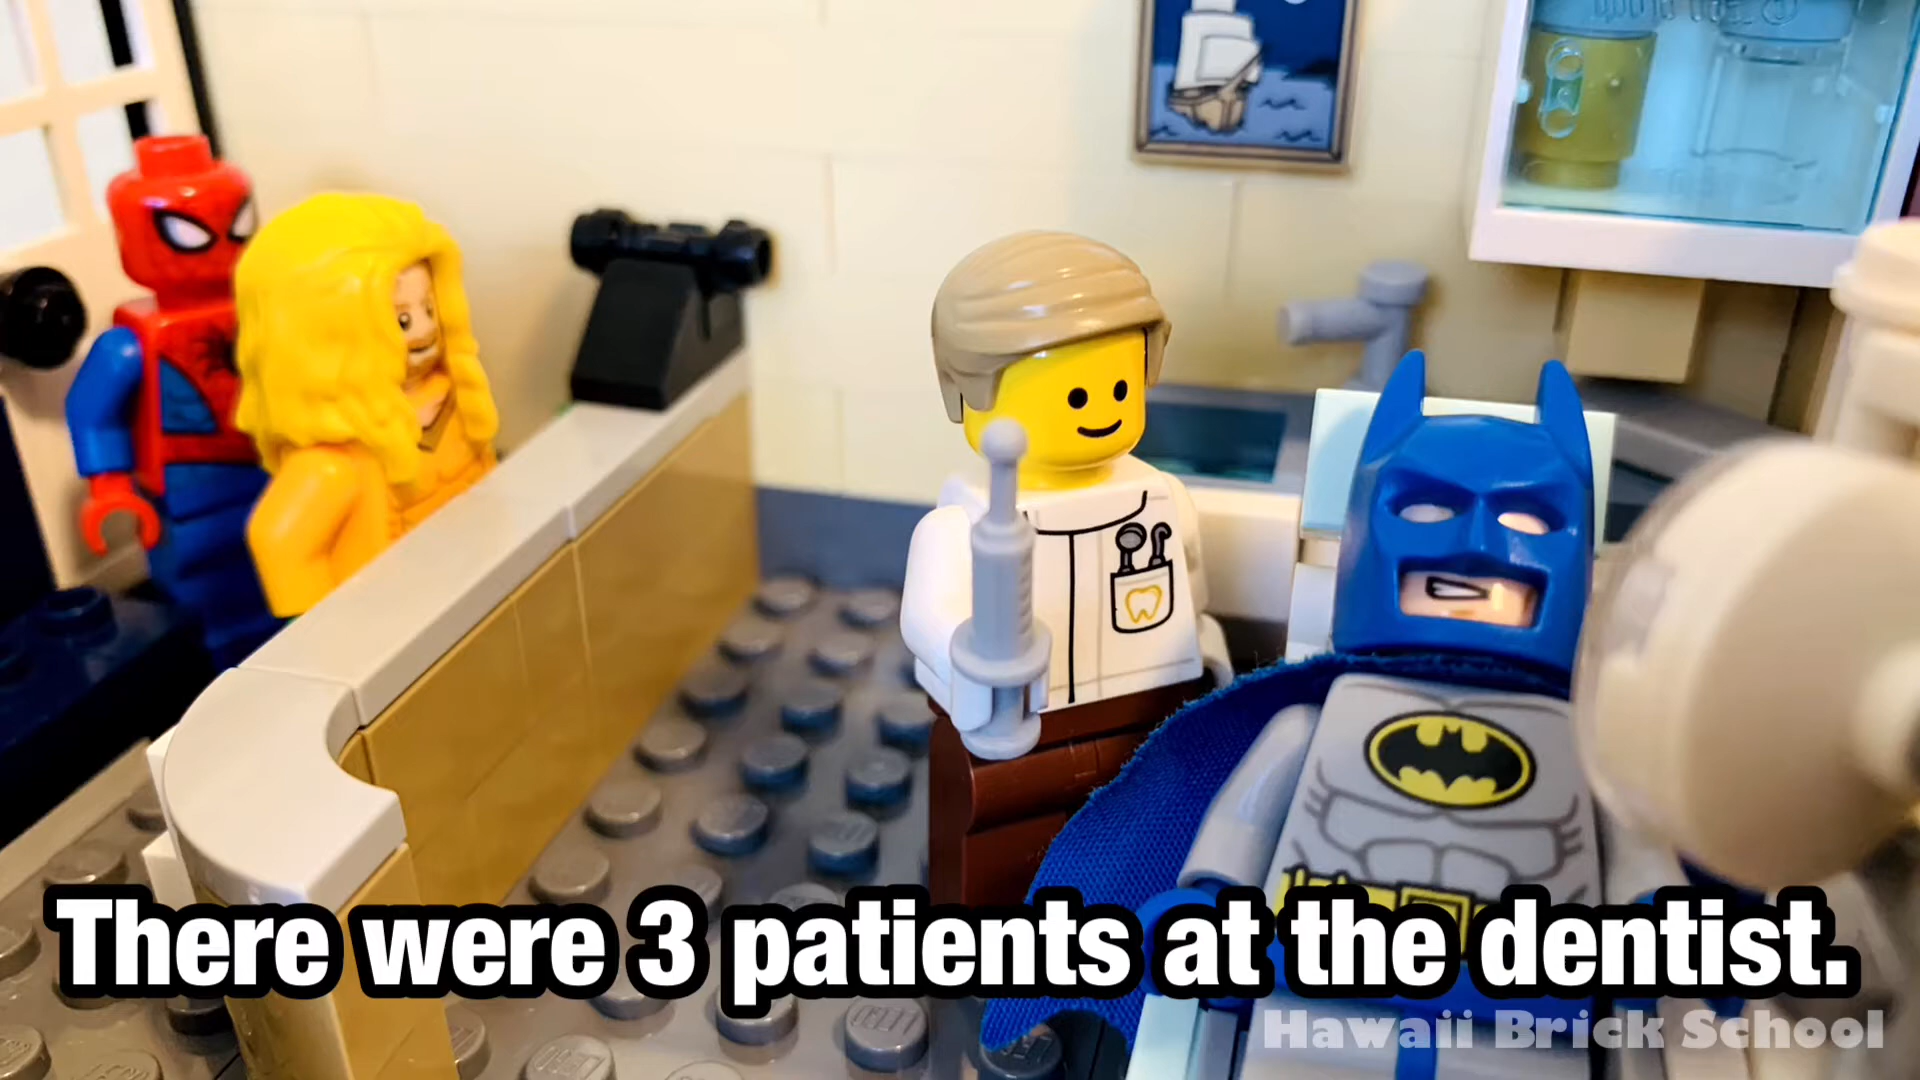 There were 3 patients at the dentist.
Hawaii Brick School